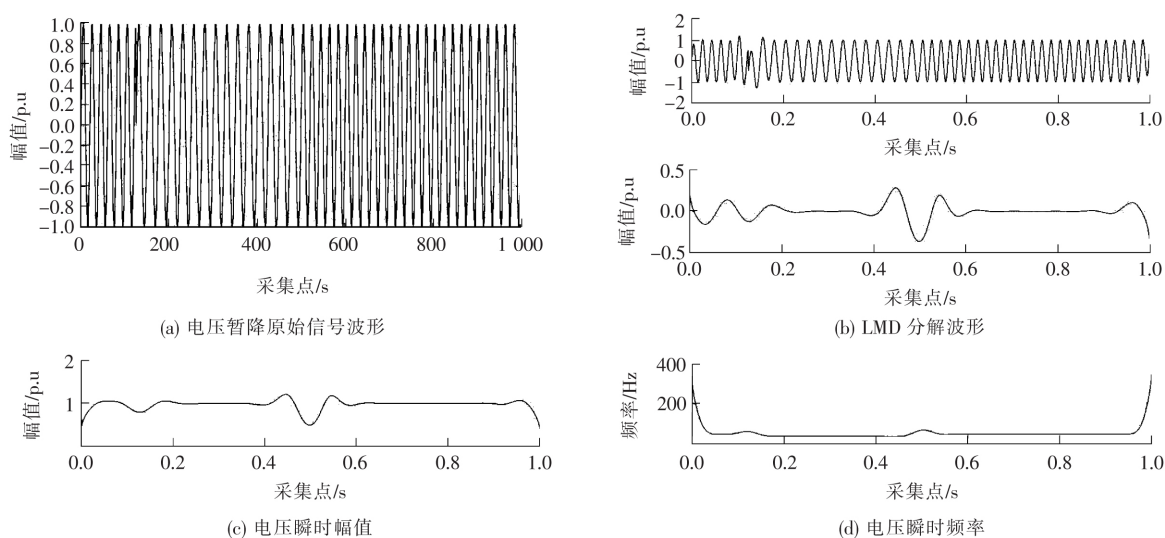 1.0
0.8
0.6
0.4
0.2
0.0
−0.2
−0.4
−0.6
−0.8
−1.0
幅值/p.u
0 200 400 600 800 1 000
采集点/s
(a) 电压暂降原始信号波形
2
1
0
−1
−2
幅值/p.u
0.0 0.2 0.4 0.6 0.8 1.0
采集点/s
0.5
0.0
−0.5
幅值/p.u
0.0 0.2 0.4 0.6 0.8 1.0
采集点/s
(b) LMD 分解波形
2
1
幅值/p.u
0.0 0.2 0.4 0.6 0.8 1.0
采集点/s
(c) 电压瞬时幅值
400
200
频率/Hz
0.0 0.2 0.4 0.6 0.8 1.0
采集点/s
(d) 电压瞬时频率